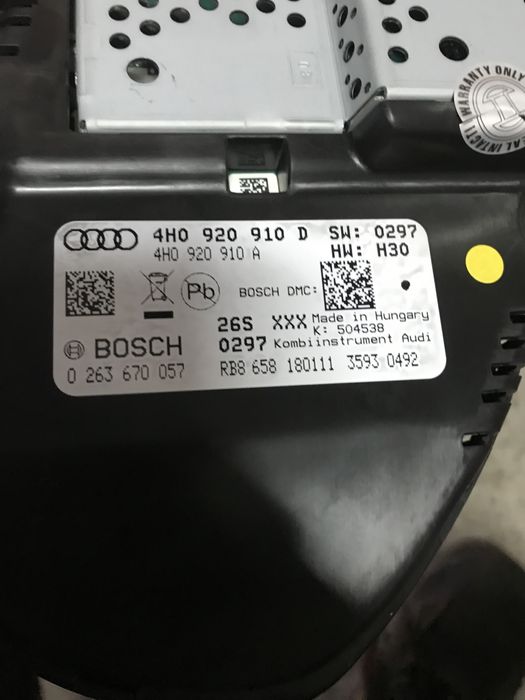 WARRANTY ONLY
4H0 920 910 D SW: 0297
4H0 920 910 A HW: H30
Pb
BOSCH DMC:
26S XXX Made in Hungary
K: 504538
BOSCH 0297 Kombiinstrument Audi
0 263 670 057 RB8 658 180111 3593 0492